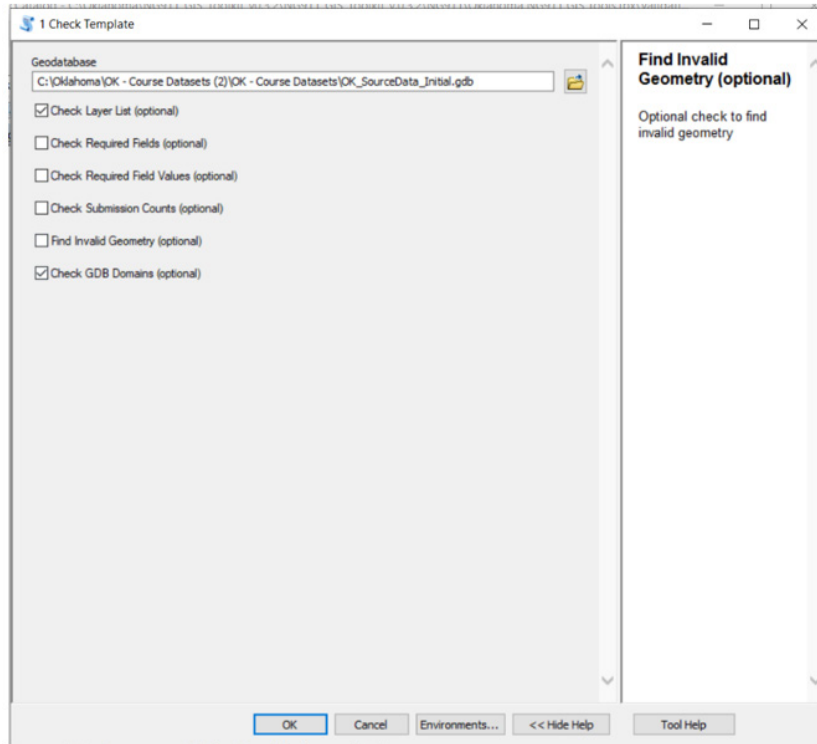 1 Check Template
Geodatabase
C:\Oklahoma\OK - Course Datasets (2)\OK - Course Datasets\OK_SourceData_Initial.gdb
Check Layer List (optional)
Check Required Fields (optional)
Check Required Field Values (optional)
Check Submission Counts (optional)
Find Invalid Geometry (optional)
Check GDB Domains (optional)
Find Invalid
Geometry (optional)
Optional check to find
invalid geometry
OK
Cancel
Environments...
<< Hide Help
Tool Help